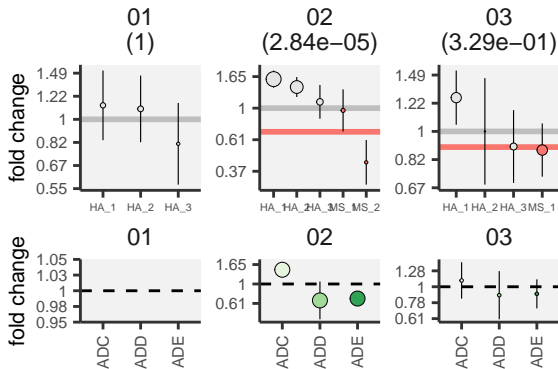 01 02 03
(1) (2.84e−05) (3.29e−01)
fold change
1.49 1.22 1 0.82 0.67 0.55
HA_1 HA_2 HA_3
1.65 1 0.61 0.37
HA_1 HA_2 HA_3 MS_1 MS_2
1.49 1.22 1 0.82 0.67
HA_1 HA_2 HA_3 MS_1
01 02 03
fold change
1.05 1.03 1 0.98 0.95
ADC ADD ADE
1.65 1 0.61
ADC ADD ADE
1.28 1 0.78 0.61
ADC ADD ADE